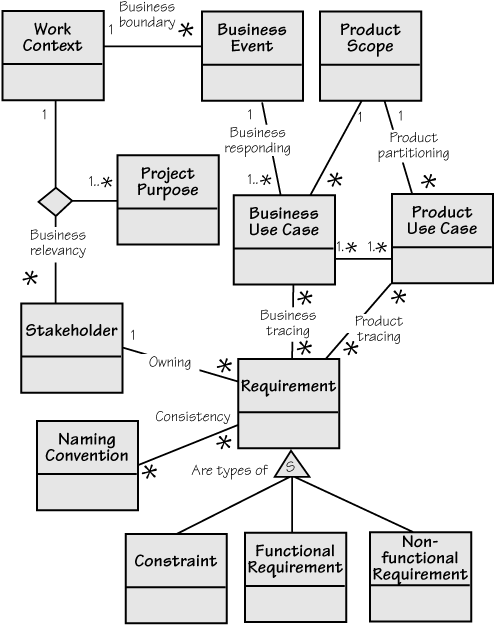 Work
Context
Business
boundary
1
*
Business
Event
Product
Scope
1
1
1
1
Business
responding
Product
partitioning
1..*
Project
Purpose
1..*
*
*
Business
relevancy
*
Business
Use Case
Product
Use Case
1..*
1..*
*
*
Business
tracing
Product
tracing
*
*
Stakeholder
1
Owning
*
Requirement
Consistency
*
*
Naming
Convention
Are types of
S
Constraint
Functional
Requirement
Non-
functional
Requirement